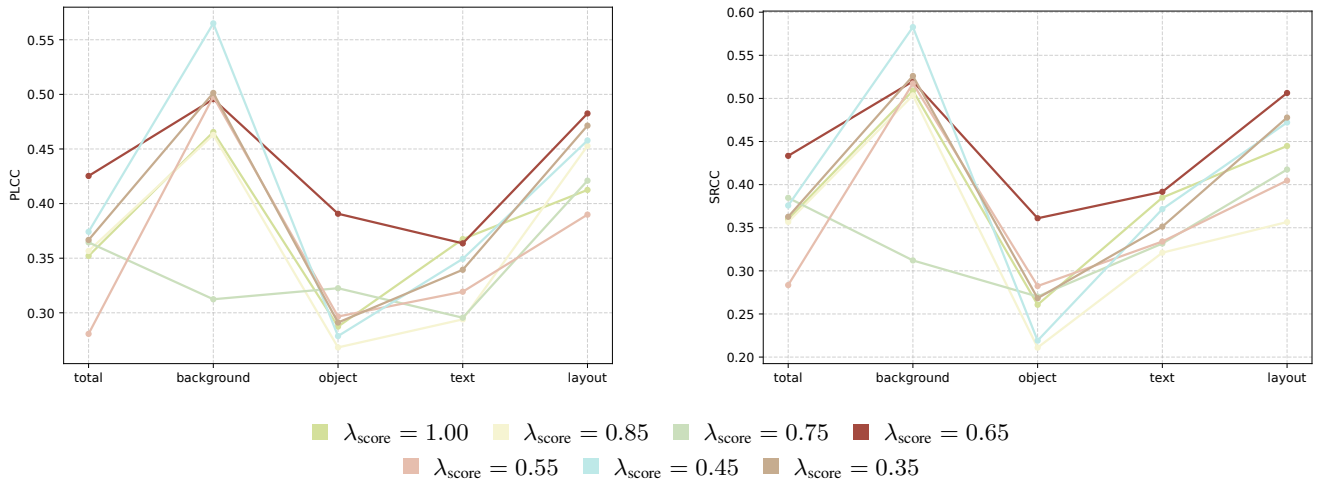 PLCC
0.55
0.50
0.45
0.40
0.35
0.30
total background object text layout
SRCC
0.60
0.55
0.50
0.45
0.40
0.35
0.30
0.25
0.20
total background object text layout
λscore = 1.00 λscore = 0.85 λscore = 0.75 λscore = 0.65
λscore = 0.55 λscore = 0.45 λscore = 0.35